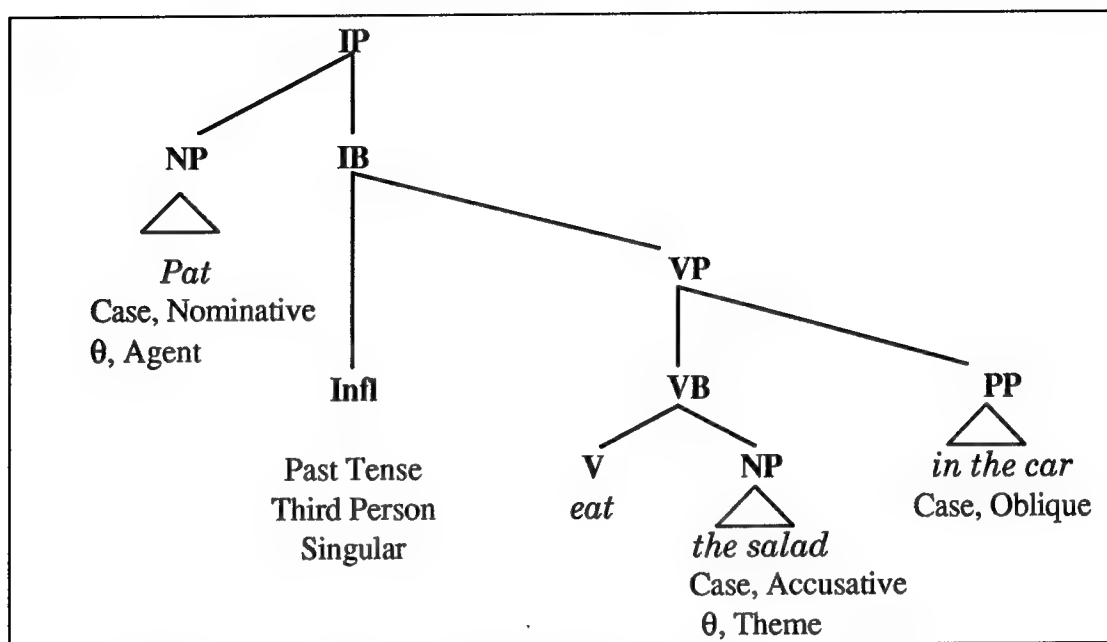 IP
NP IB
Pat
Case, Nominative
θ, Agent
VP
Infl
Past Tense
Third Person
Singular
VB
V NP
eat
the salad
Case, Accusative
θ, Theme
PP
in the car
Case, Oblique